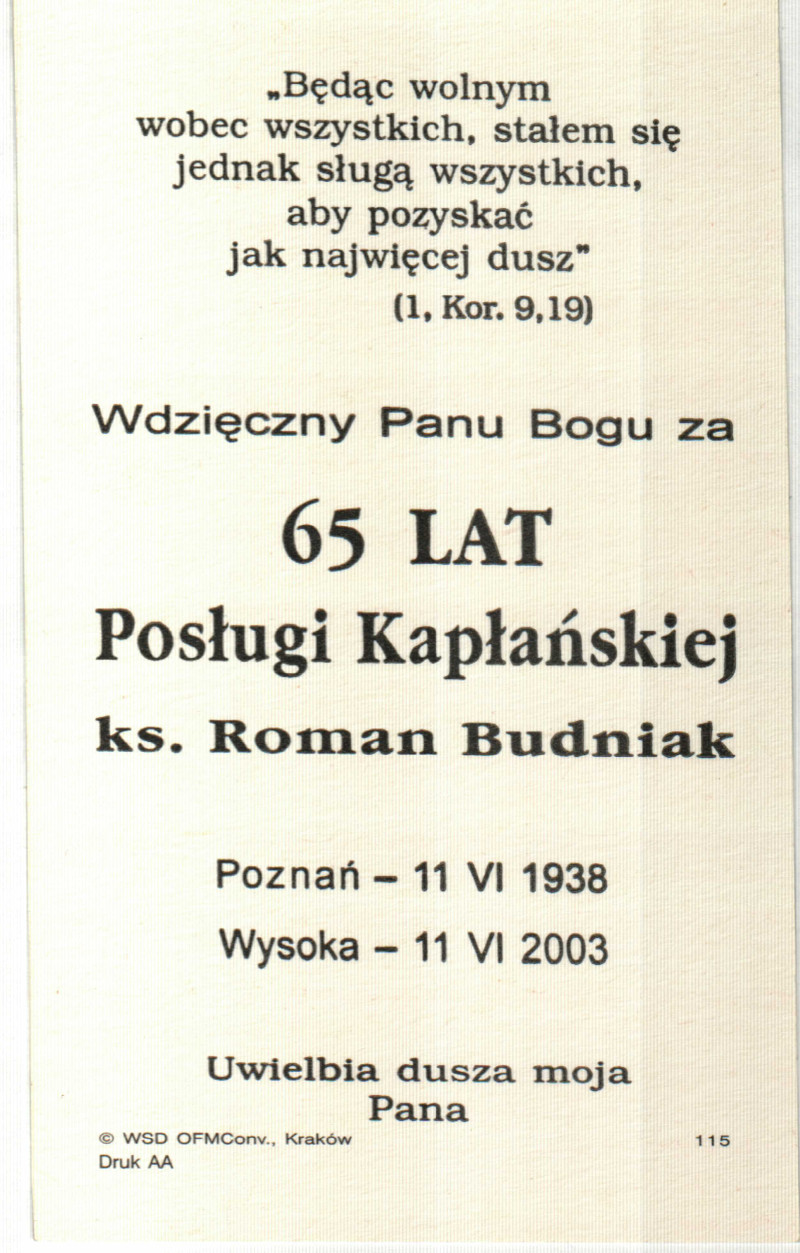 „Będąc wolnym
wobec wszystkich, stałem się
jednak sługą wszystkich,
aby pozyskać
jak najwięcej dusz”
(1, Kor. 9,19)
Wdzięczny Panu Bogu za
65 LAT
Posługi Kapłańskiej
ks. Roman Budniak
Poznań – 11 VI 1938
Wysoka – 11 VI 2003
Uwielbia dusza moja
Pana
© WSD OFMConv., Kraków 115
Druk AA